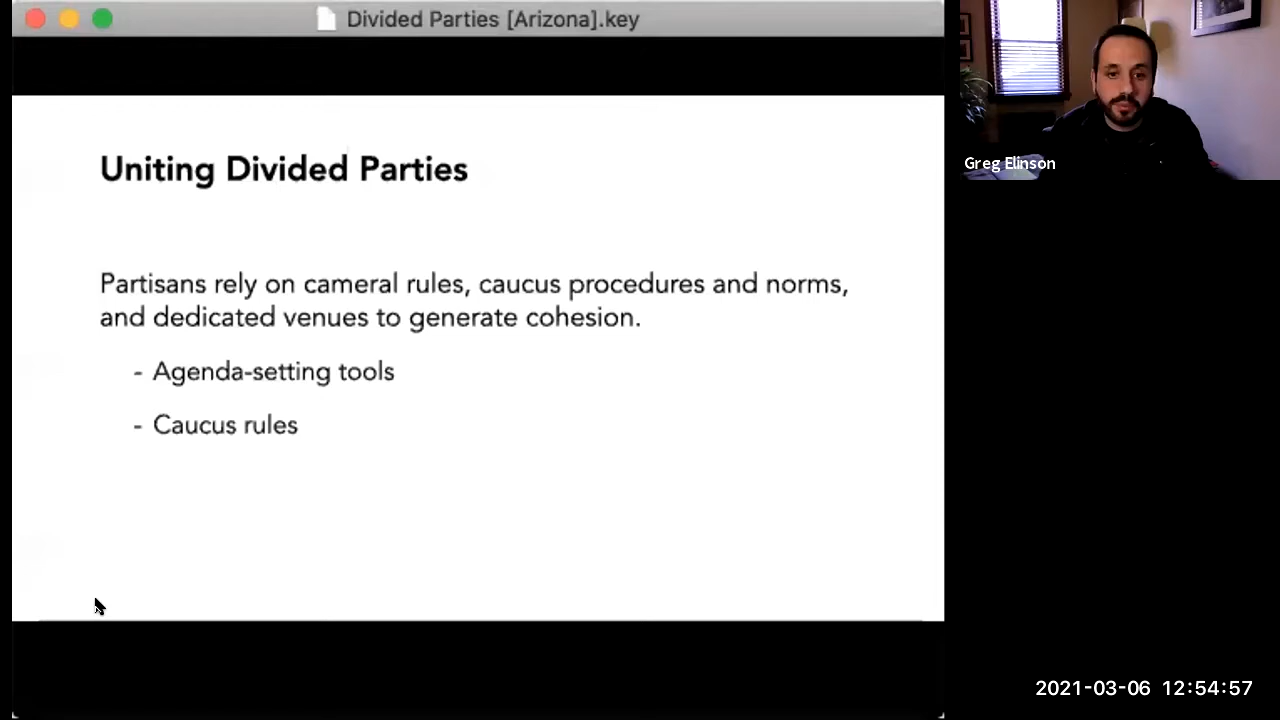 Divided Parties [Arizona].key
Uniting Divided Parties
Partisans rely on cameral rules, caucus procedures and norms,
and dedicated venues to generate cohesion.
- Agenda-setting tools
- Caucus rules
Greg Elinson
2021-03-06 12:54:57